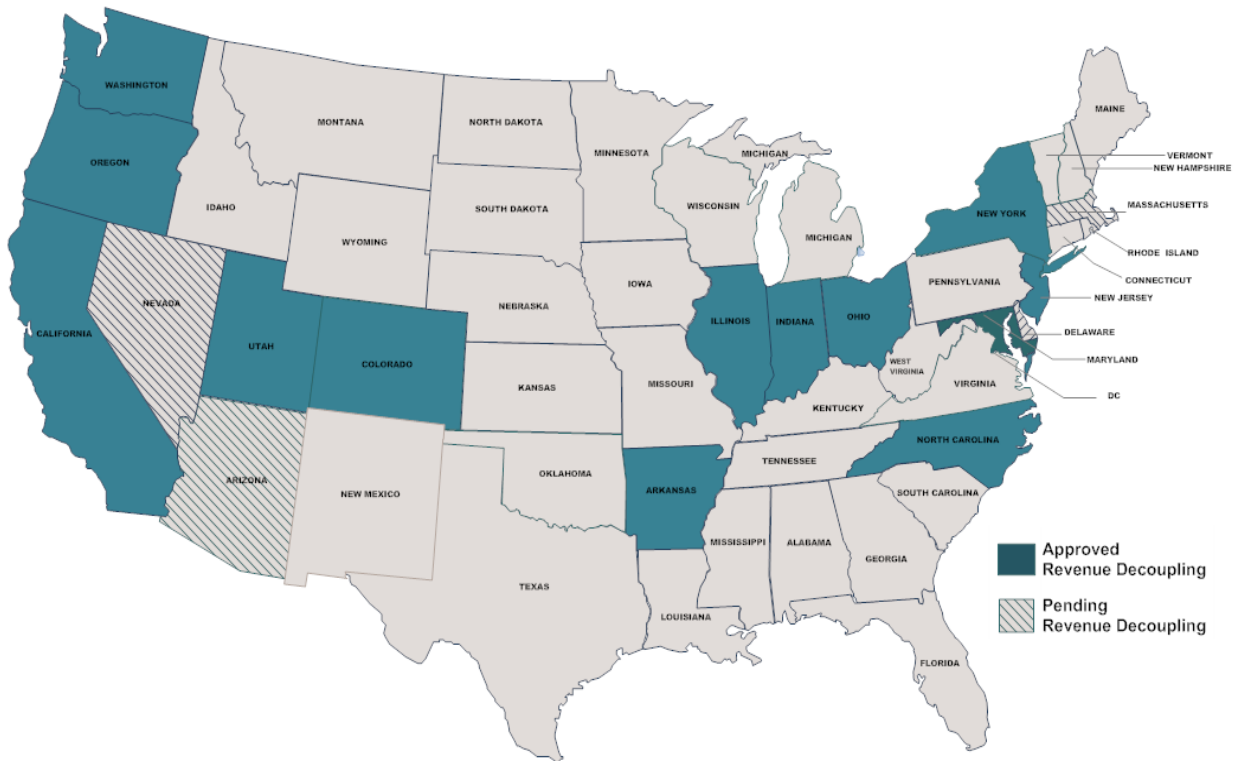 WASHINGTON
MONTANA
NORTH DAKOTA
MINNESOTA
MICHIGAN
MAINE
VERMONT
NEW HAMPSHIRE
OREGON
IDAHO
SOUTH DAKOTA
WISCONSIN
MICHIGAN
NEW YORK
MASSACHUSETTS
WYOMING
RHODE ISLAND
CONNECTICUT
IOWA
PENNSYLVANIA
NEW JERSEY
NEVADA
NEBRASKA
ILLINOIS
INDIANA
OHIO
DELAWARE
CALIFORNIA
UTAH
COLORADO
MARYLAND
WEST
VIRGINIA
KANSAS
MISSOURI
VIRGINIA
DC
KENTUCKY
NORTH CAROLINA
TENNESSEE
OKLAHOMA
ARIZONA
NEW MEXICO
ARKANSAS
SOUTH CAROLINA
MISSISSIPPI
ALABAMA
GEORGIA
TEXAS
LOUISIANA
FLORIDA
Approved
Revenue Decoupling
Pending
Revenue Decoupling